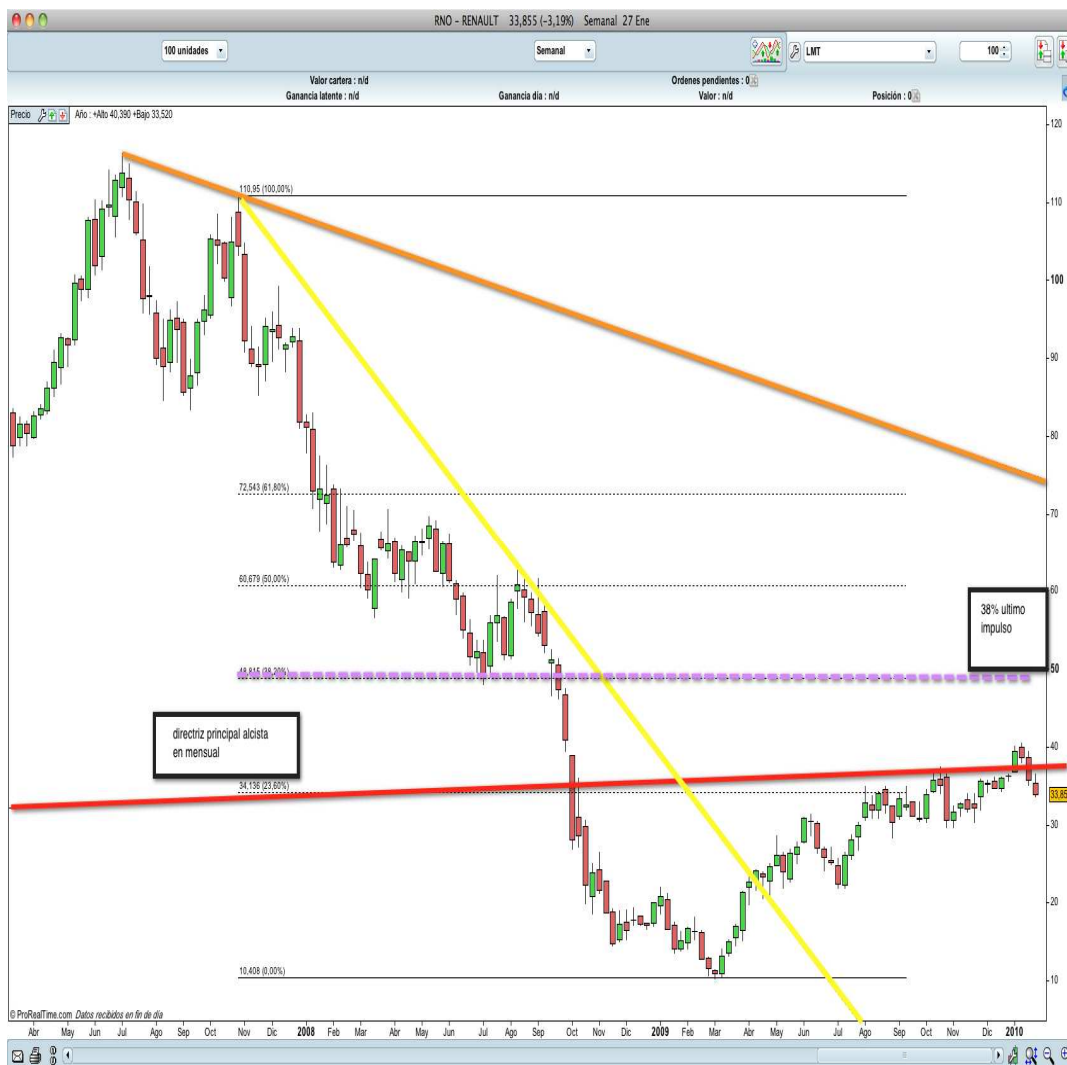 RNO - RENAULT 33,855 (-3,19%) Semanal 27 Ene
100 unidades
Semanal
LMT
100
Valor cartera : n/d
Ordenes pendientes : 0
Ganancia latente : n/d
Ganancia día : n/d
Valor : n/d
Posición : 0
Precio
Año : +Alto 40,390 +Bajo 33,520
120
110,95 (100,00%)
110
100
90
80
72,543 (61,80%)
70
60,679 (50,00%)
60
38% ultimo
impulso
50
48,815 (38,20%)
directriz principal alcista
en mensual
40
34,136 (23,60%)
33,85
30
20
10,408 (0,00%)
10
© ProRealTime.com Datos recibidos en fin de día
Abr May Jun Jul Ago Sep Oct Nov Dic 2008 Feb Mar Abr May Jun Jul Ago Sep Oct Nov Dic 2009 Feb Mar Abr May Jun Jul Ago Sep Oct Nov Dic 2010